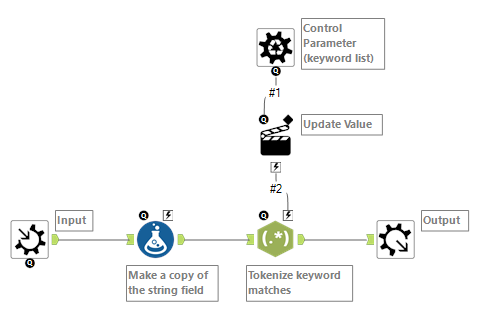 Control
Parameter
(keyword list)
Q
#1
Q
Update Value
#2
Input
Q
Q
Q
(.*)
Output
Q
Make a copy of
the string field
Tokenize keyword
matches